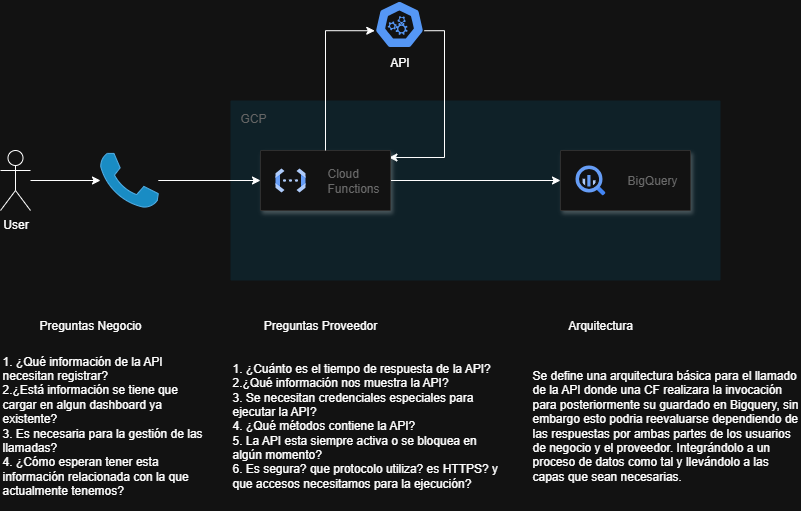 API
GCP
Cloud
Functions
BigQuery
User
Preguntas Negocio
1. ¿Qué información de la API
necesitan registrar?
2.¿Está información se tiene que
cargar en algun dashboard ya
existente?
3. Es necesaria para la gestión de las
llamadas?
4. ¿Cómo esperan tener esta
información relacionada con la que
actualmente tenemos?
Preguntas Proveedor
1. ¿Cuánto es el tiempo de respuesta de la API?
2.¿Qué información nos muestra la API?
3. Se necesitan credenciales especiales para
ejecutar la API?
4. ¿Qué métodos contiene la API?
5. La API esta siempre activa o se bloquea en
algún momento?
6. Es segura? que protocolo utiliza? es HTTPS? y
que accesos necesitamos para la ejecución?
Arquitectura
Se define una arquitectura básica para el llamado
de la API donde una CF realizara la invocación
para posteriormente su guardado en Bigquery, sin
embargo esto podria reevaluarse dependiendo de
las respuestas por ambas partes de los usuarios
de negocio y el proveedor. Integrándolo a un
proceso de datos como tal y llevándolo a las
capas que sean necesarias.